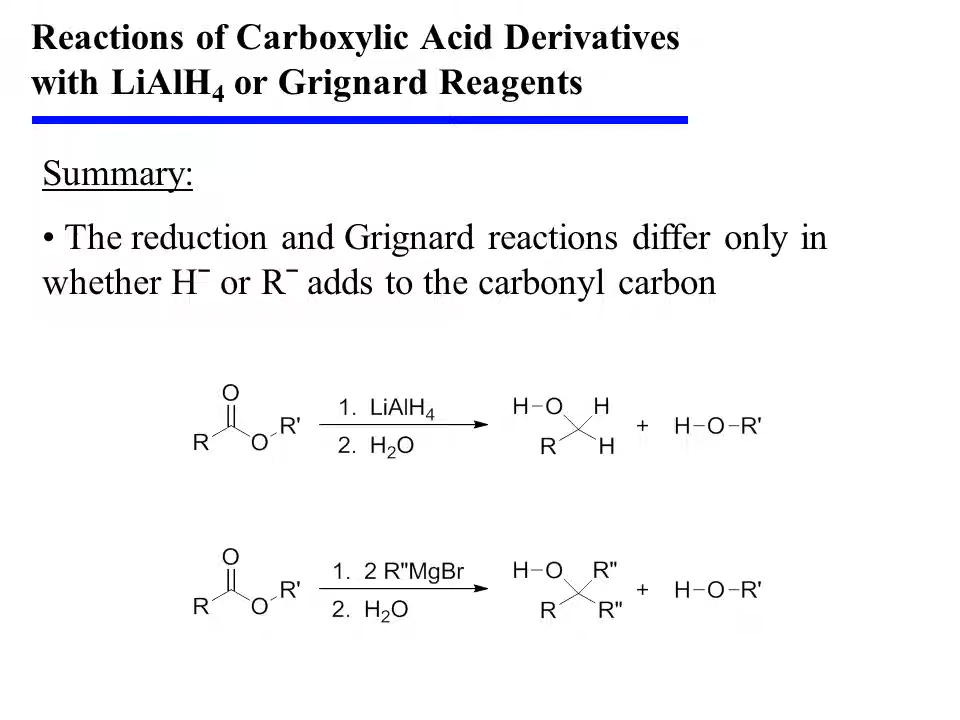 Reactions of Carboxylic Acid Derivatives
with LiAlH₄ or Grignard Reagents
Summary:
• The reduction and Grignard reactions differ only in
whether H⁻ or R⁻ adds to the carbonyl carbon
O
R O R'
1. LiAlH₄
2. H₂O
H-O H
R H
+ H-O-R'
O
R O R'
1. 2 R"MgBr
2. H₂O
H-O R"
R R"
+ H-O-R'